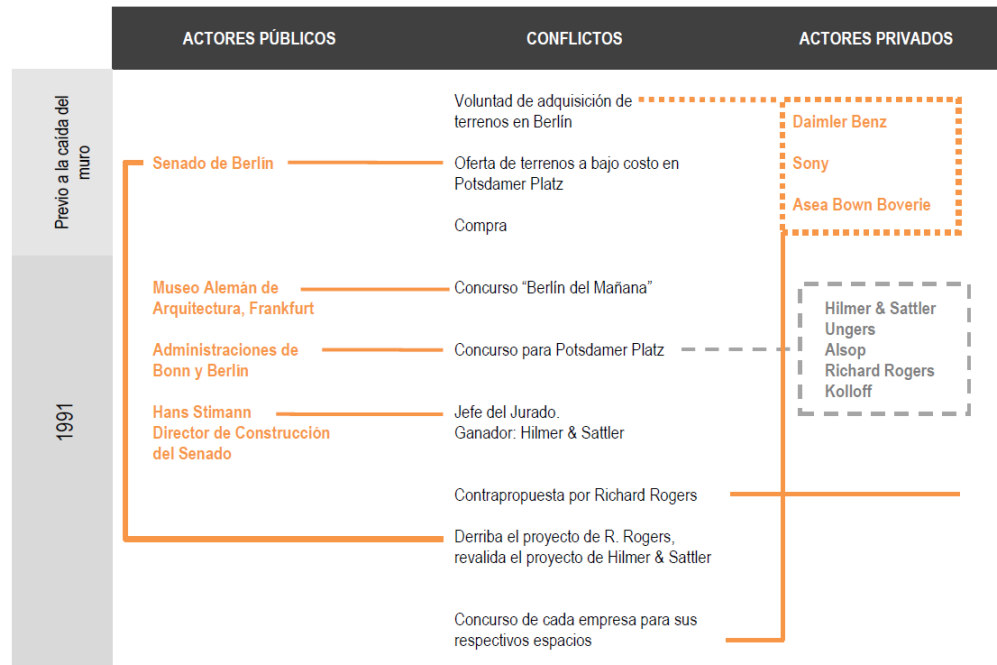 ACTORES PÚBLICOS
CONFLICTOS
ACTORES PRIVADOS
Previo a la caída del
muro
Voluntad de adquisición de
terrenos en Berlín
Daimler Benz
Senado de Berlín
Oferta de terrenos a bajo costo en
Potsdamer Platz
Sony
Asea Bown Boverie
Compra
1991
Museo Alemán de
Arquitectura, Frankfurt
Concurso “Berlín del Mañana”
Hilmer & Sattler
Ungers
Alsop
Richard Rogers
Kolloff
Administraciones de
Bonn y Berlín
Concurso para Potsdamer Platz
Hans Stimann
Director de Construcción
del Senado
Jefe del Jurado.
Ganador: Hilmer & Sattler
Contrapropuesta por Richard Rogers
Derriba el proyecto de R. Rogers,
revalida el proyecto de Hilmer & Sattler
Concurso de cada empresa para sus
respectivos espacios